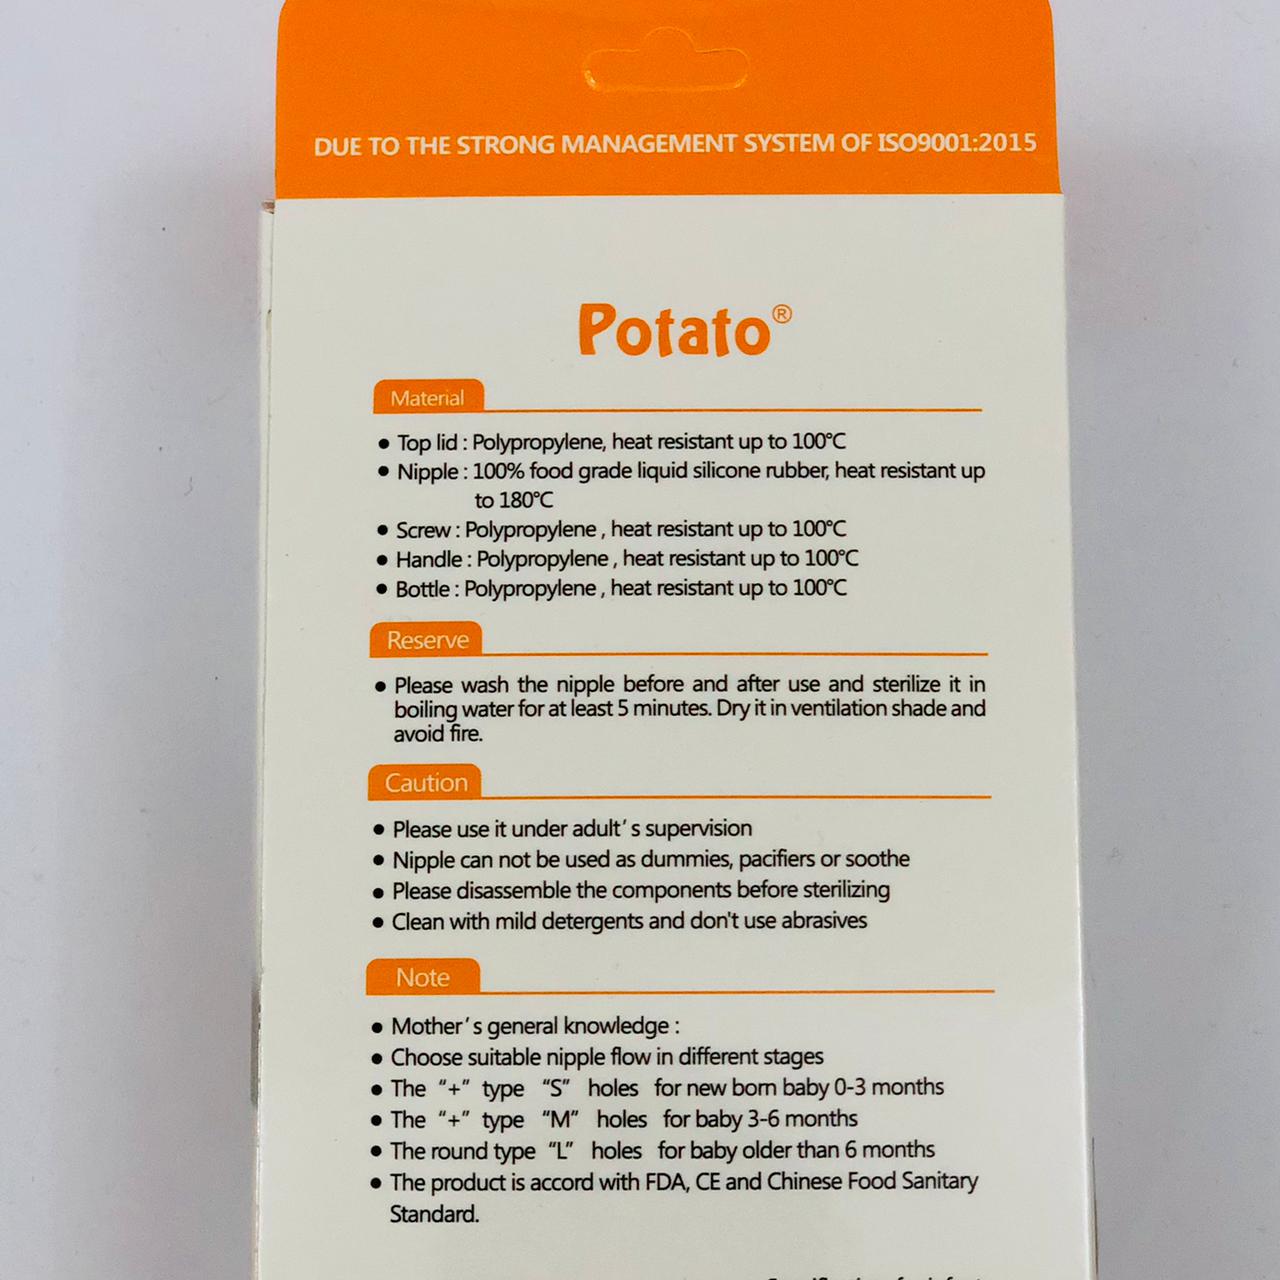 DUE TO THE STRONG MANAGEMENT SYSTEM OF ISO9001:2015
Potato®
Material
● Top lid : Polypropylene, heat resistant up to 100℃
● Nipple : 100% food grade liquid silicone rubber, heat resistant up
to 180℃
● Screw : Polypropylene , heat resistant up to 100℃
● Handle : Polypropylene , heat resistant up to 100℃
● Bottle : Polypropylene , heat resistant up to 100℃
Reserve
● Please wash the nipple before and after use and sterilize it in
boiling water for at least 5 minutes. Dry it in ventilation shade and
avoid fire.
Caution
● Please use it under adult′s supervision
● Nipple can not be used as dummies, pacifiers or soothe
● Please disassemble the components before sterilizing
● Clean with mild detergents and don't use abrasives
Note
● Mother′s general knowledge :
● Choose suitable nipple flow in different stages
● The “+” type “S” holes for new born baby 0-3 months
● The “+” type “M” holes for baby 3-6 months
● The round type “L” holes for baby older than 6 months
● The product is accord with FDA, CE and Chinese Food Sanitary
Standard.